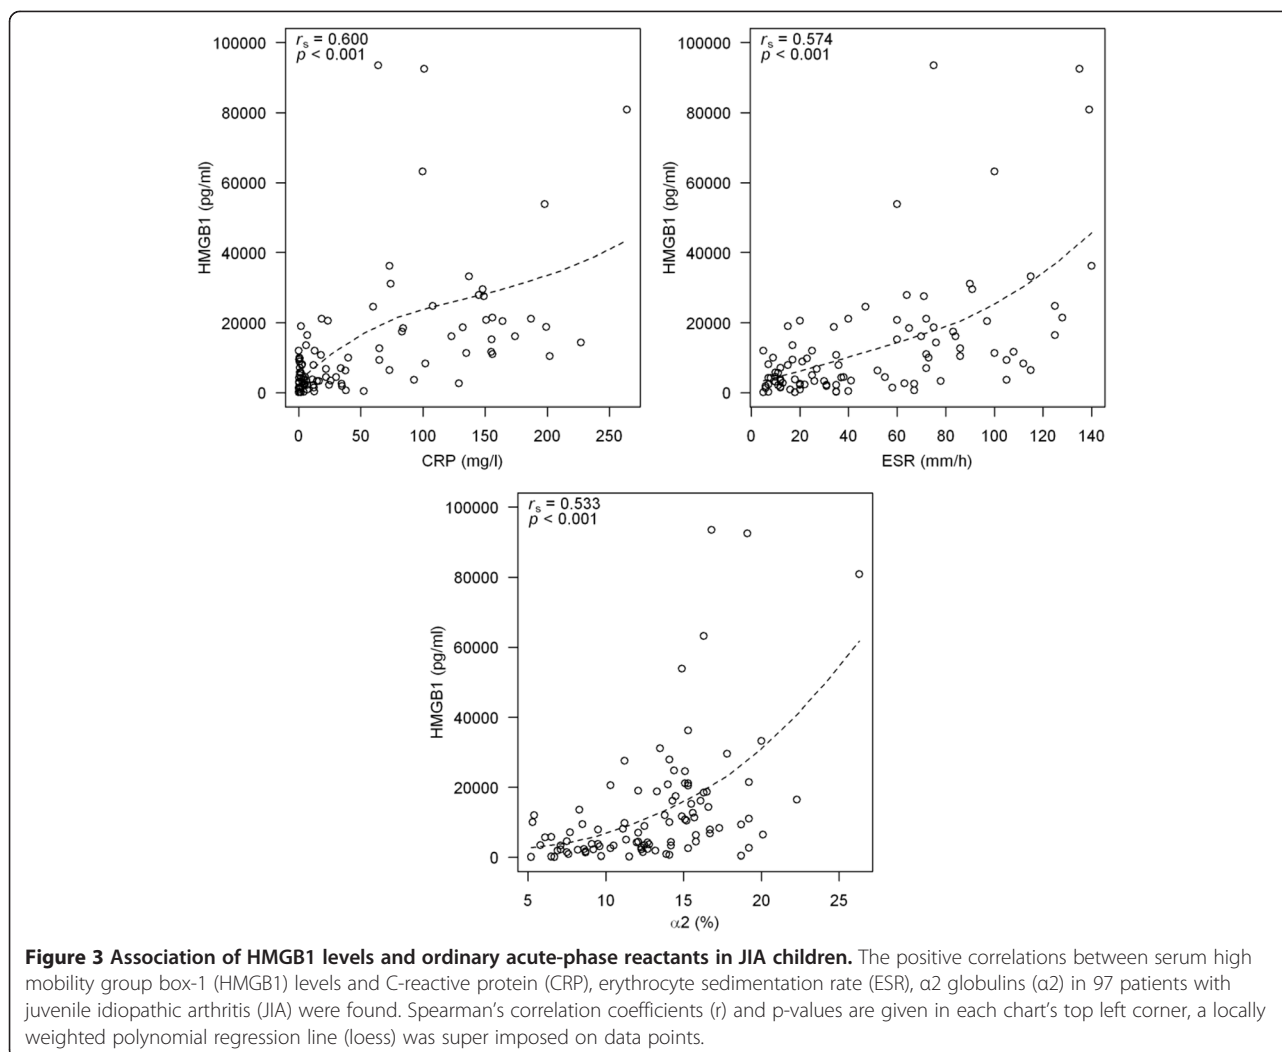 r_s = 0.600
p < 0.001
100000
80000
60000
40000
20000
0
HMGB1 (pg/ml)
0 50 100 150 200 250
CRP (mg/l)
r_s = 0.574
p < 0.001
100000
80000
60000
40000
20000
0
HMGB1 (pg/ml)
0 20 40 60 80 100 120 140
ESR (mm/h)
r_s = 0.533
p < 0.001
100000
80000
60000
40000
20000
0
HMGB1 (pg/ml)
5 10 15 20 25
α2 (%)
Figure 3 Association of HMGB1 levels and ordinary acute-phase reactants in JIA children. The positive correlations between serum high
mobility group box-1 (HMGB1) levels and C-reactive protein (CRP), erythrocyte sedimentation rate (ESR), α2 globulins (α2) in 97 patients with
juvenile idiopathic arthritis (JIA) were found. Spearman's correlation coefficients (r) and p-values are given in each chart's top left corner, a locally
weighted polynomial regression line (loess) was super imposed on data points.